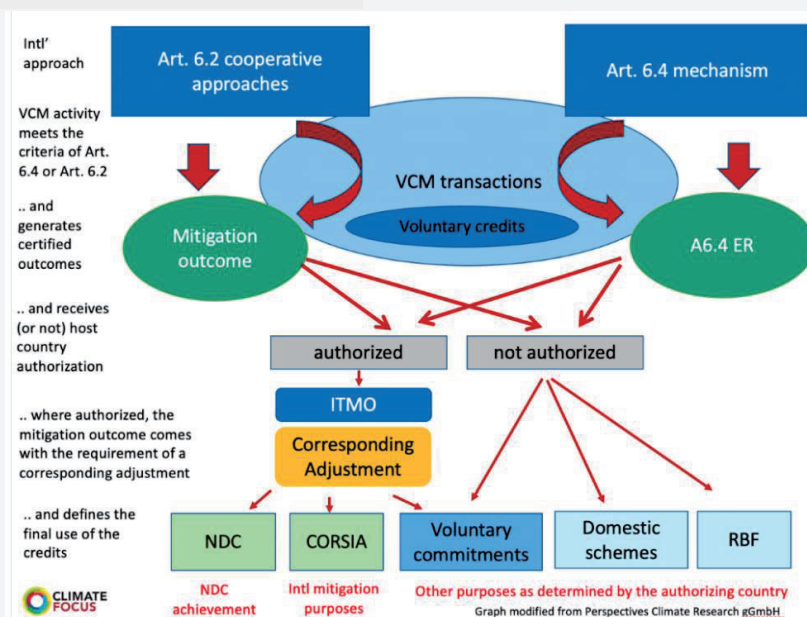 Intl'
approach
Art. 6.2 cooperative
approaches
Art. 6.4 mechanism
VCM activity
meets the
criteria of Art.
6.4 or Art. 6.2
VCM transactions
Voluntary credits
.. and
generates
certified
outcomes
Mitigation
outcome
A6.4 ER
.. and receives
(or not) host
country
authorization
authorized
not authorized
.. where authorized, the
mitigation outcome comes
with the requirement of a
corresponding adjustment
ITMO
Corresponding
Adjustment
.. and defines the
final use of the
credits
NDC
CORSIA
Voluntary
commitments
Domestic
schemes
RBF
CLIMATE
FOCUS
NDC
achievement
Intl mitigation
purposes
Other purposes as determined by the authorizing country
Graph modified from Perspectives Climate Research gGmbH